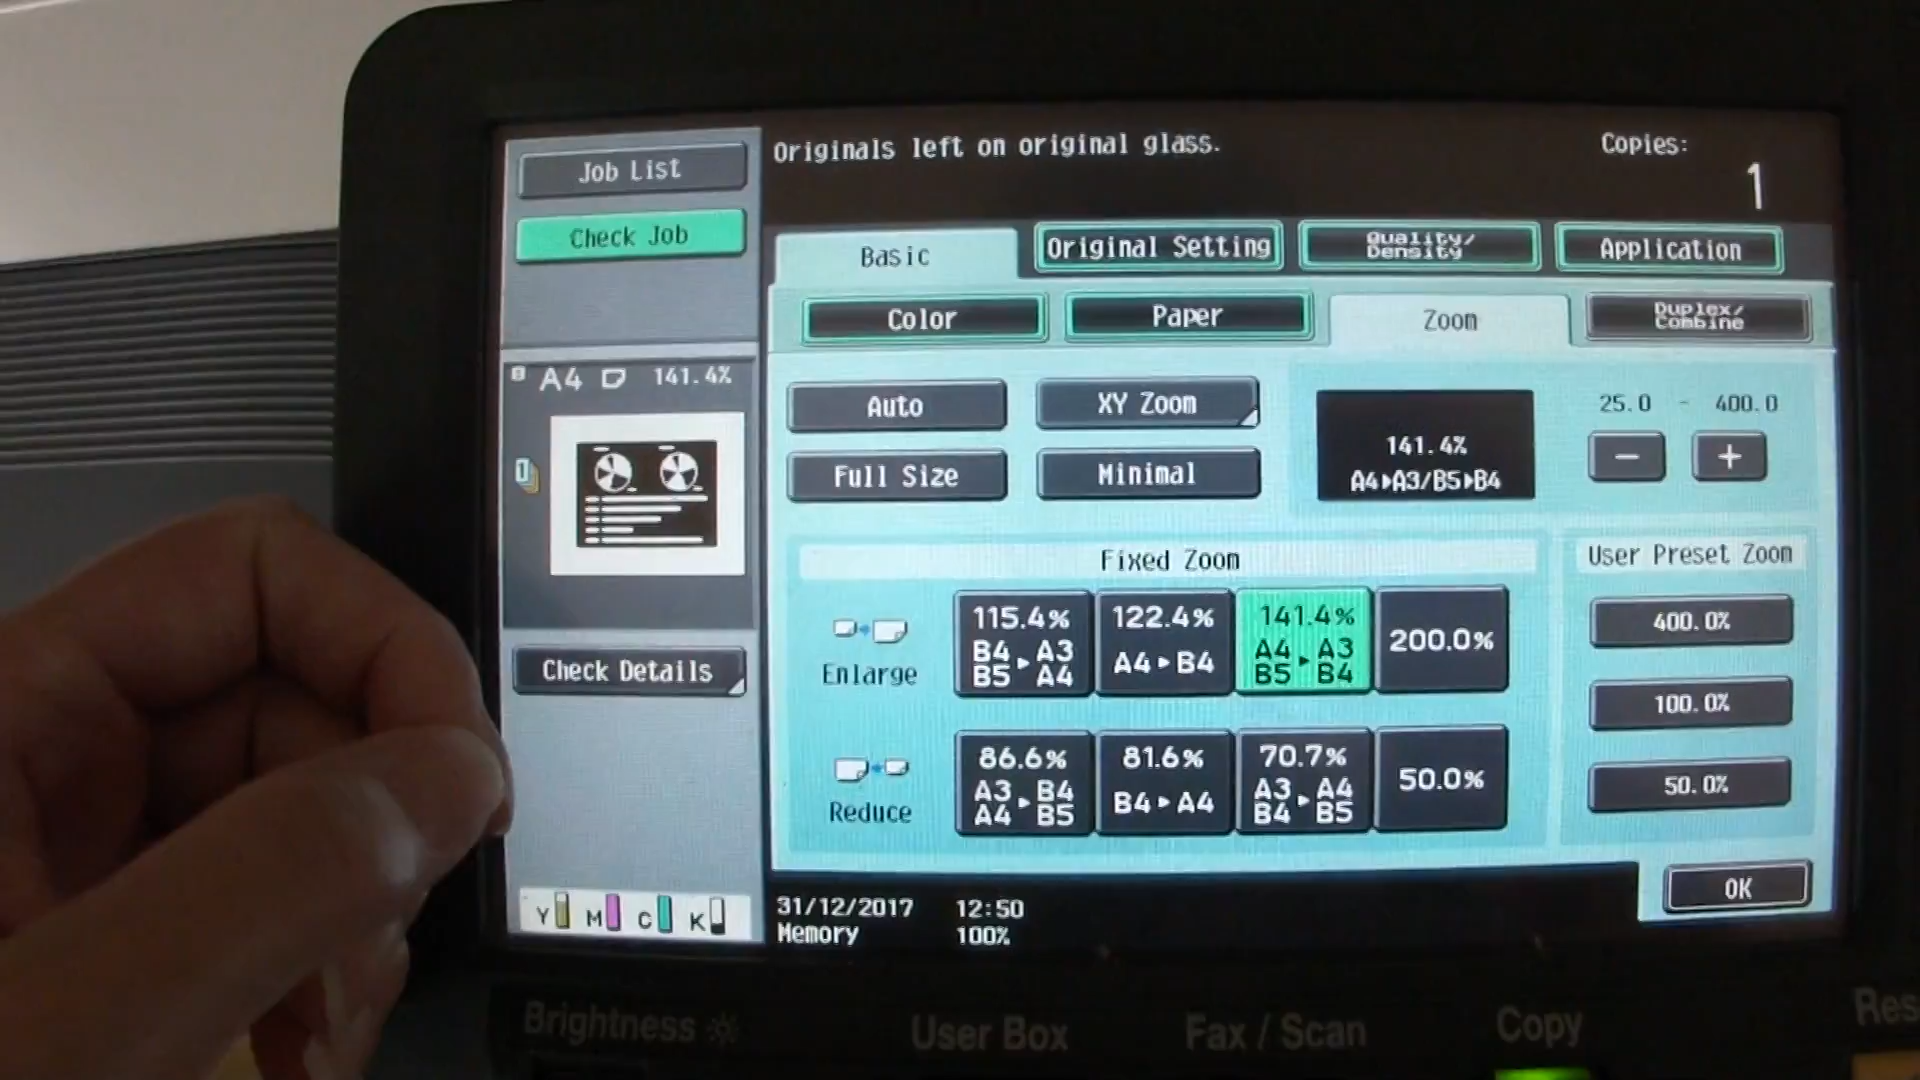 Originals left on original glass.
Copies:
1
Job List
Check Job
Basic
Original Setting
Quality/
Density
Application
Color
Paper
Zoom
Duplex/
Combine
A4 141.4%
1
Auto
XY Zoom
Full Size
Minimal
141.4%
A4▸A3/B5▸B4
25.0 - 400.0
−
+
Fixed Zoom
User Preset Zoom
Enlarge
115.4%
B4 ▸ A3
B5 A4
122.4%
A4 ▸ B4
141.4%
A4 ▸ A3
B5 B4
200.0%
Check Details
Reduce
86.6%
A3 ▸ B4
A4 B5
81.6%
B4 ▸ A4
70.7%
A3 ▸ A4
B4 B5
50.0%
400.0%
100.0%
50.0%
OK
Y M C K
31/12/2017 12:50
Memory 100%
Brightness
User Box
Fax / Scan
Copy
Res